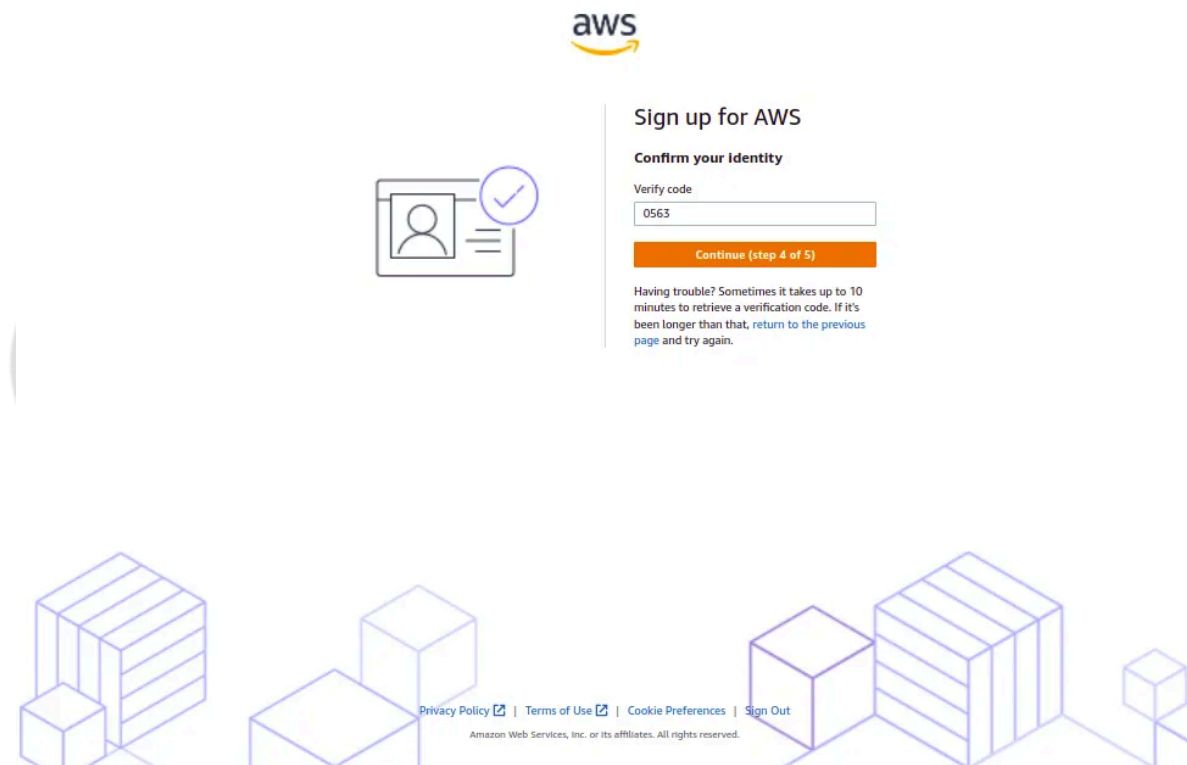 aws
Sign up for AWS
Confirm your identity
Verify code
0563
Continue (step 4 of 5)
Having trouble? Sometimes it takes up to 10
minutes to retrieve a verification code. If it's
been longer than that, return to the previous
page and try again.
Privacy Policy | Terms of Use | Cookie Preferences | Sign Out
Amazon Web Services, Inc. or its affiliates. All rights reserved.